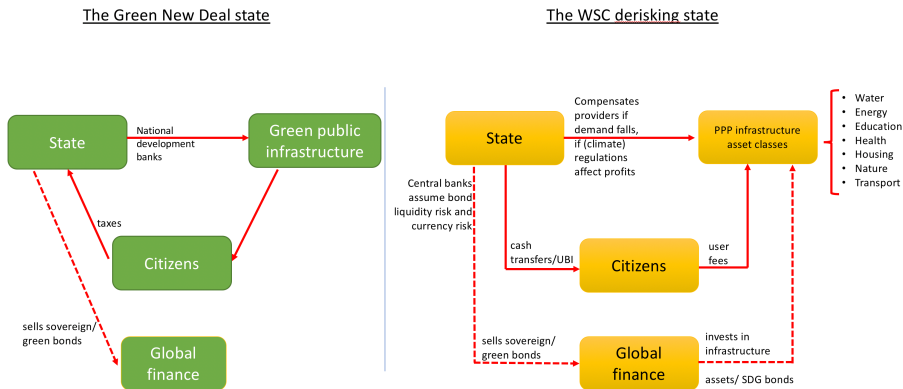 The Green New Deal state
State
National
development
banks
Green public
infrastructure
taxes
Citizens
sells sovereign/
green bonds
Global
finance
The WSC derisking state
State
Compensates
providers if
demand falls,
if (climate)
regulations
affect profits
PPP infrastructure
asset classes
• Water
• Energy
• Education
• Health
• Housing
• Nature
• Transport
Central banks
assume bond
liquidity risk and
currency risk
cash
transfers/UBI
Citizens
user
fees
sells sovereign/
green bonds
Global
finance
invests in
infrastructure
assets/ SDG bonds